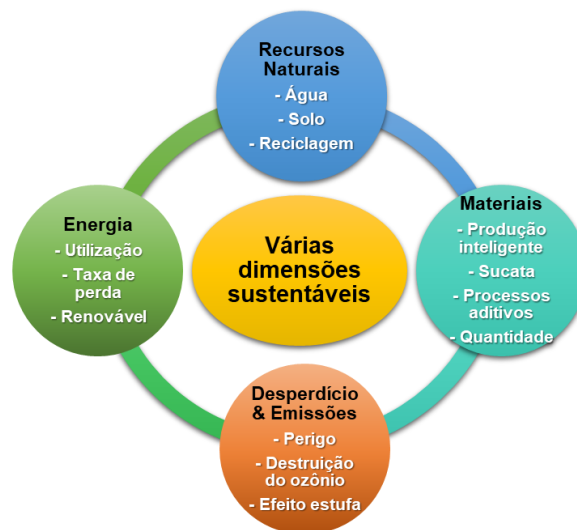 Recursos
Naturais
- Água
- Solo
- Reciclagem
Energia
- Utilização
- Taxa de
perda
- Renovável
Várias
dimensões
sustentáveis
Materiais
- Produção
inteligente
- Sucata
- Processos
aditivos
- Quantidade
Desperdício
& Emissões
- Perigo
- Destruição
do ozônio
- Efeito estufa